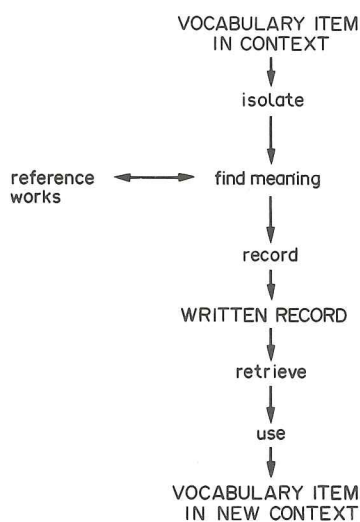 VOCABULARY ITEM
IN CONTEXT
isolate
reference
works
find meaning
record
WRITTEN RECORD
retrieve
use
VOCABULARY ITEM
IN NEW CONTEXT